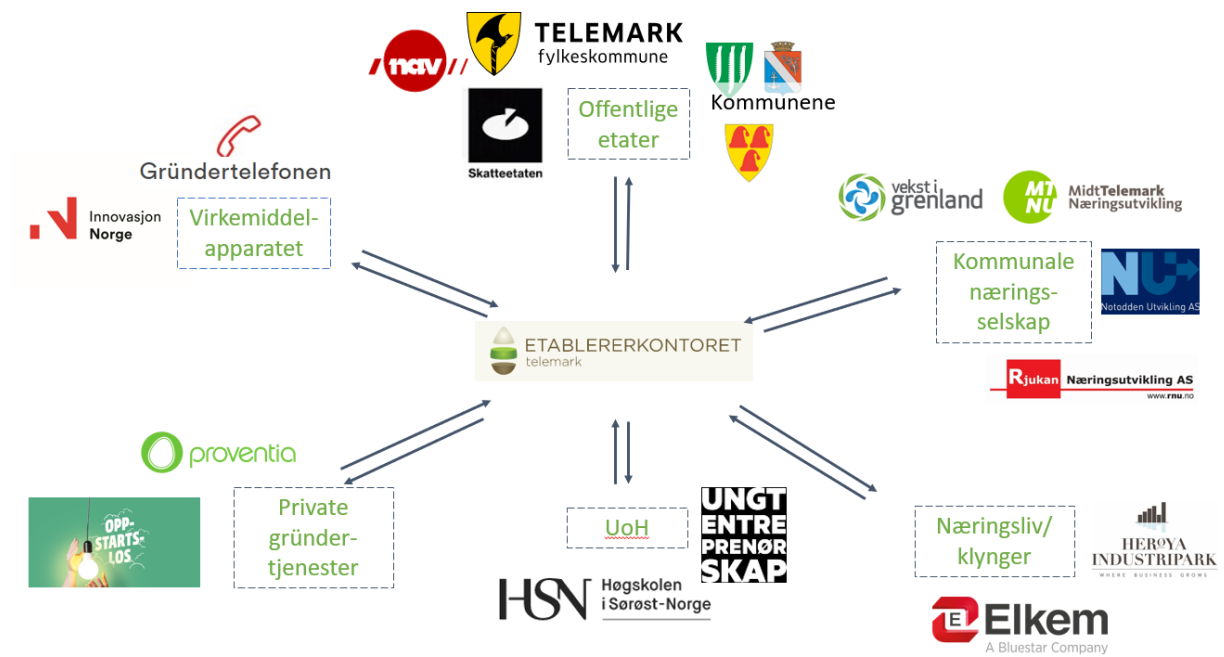 TELEMARK
fylkeskommune
nav
Kommunene
Offentlige
etater
Skatteetaten
Gründertelefonen
Innovasjon
Norge
Virkemiddel-
apparatet
vekst i
grenland
MT
NU
MidtTelemark
Næringsutvikling
Kommunale
nærings-
selskap
NU
Notodden Utvikling AS
Rjukan Næringsutvikling AS
www.rnu.no
ETABLERERKONTORET
telemark
proventia
OPP-
STARTS-
LOS
Private
gründer-
tjenester
UoH
UNGT
ENTRE
PRENØR
SKAP
HSN
Høgskolen
i Sørøst-Norge
Næringsliv/
klynger
HERØYA
INDUSTRIPARK
WHERE BUSINESS GROWS
E
Elkem
A Bluestar Company